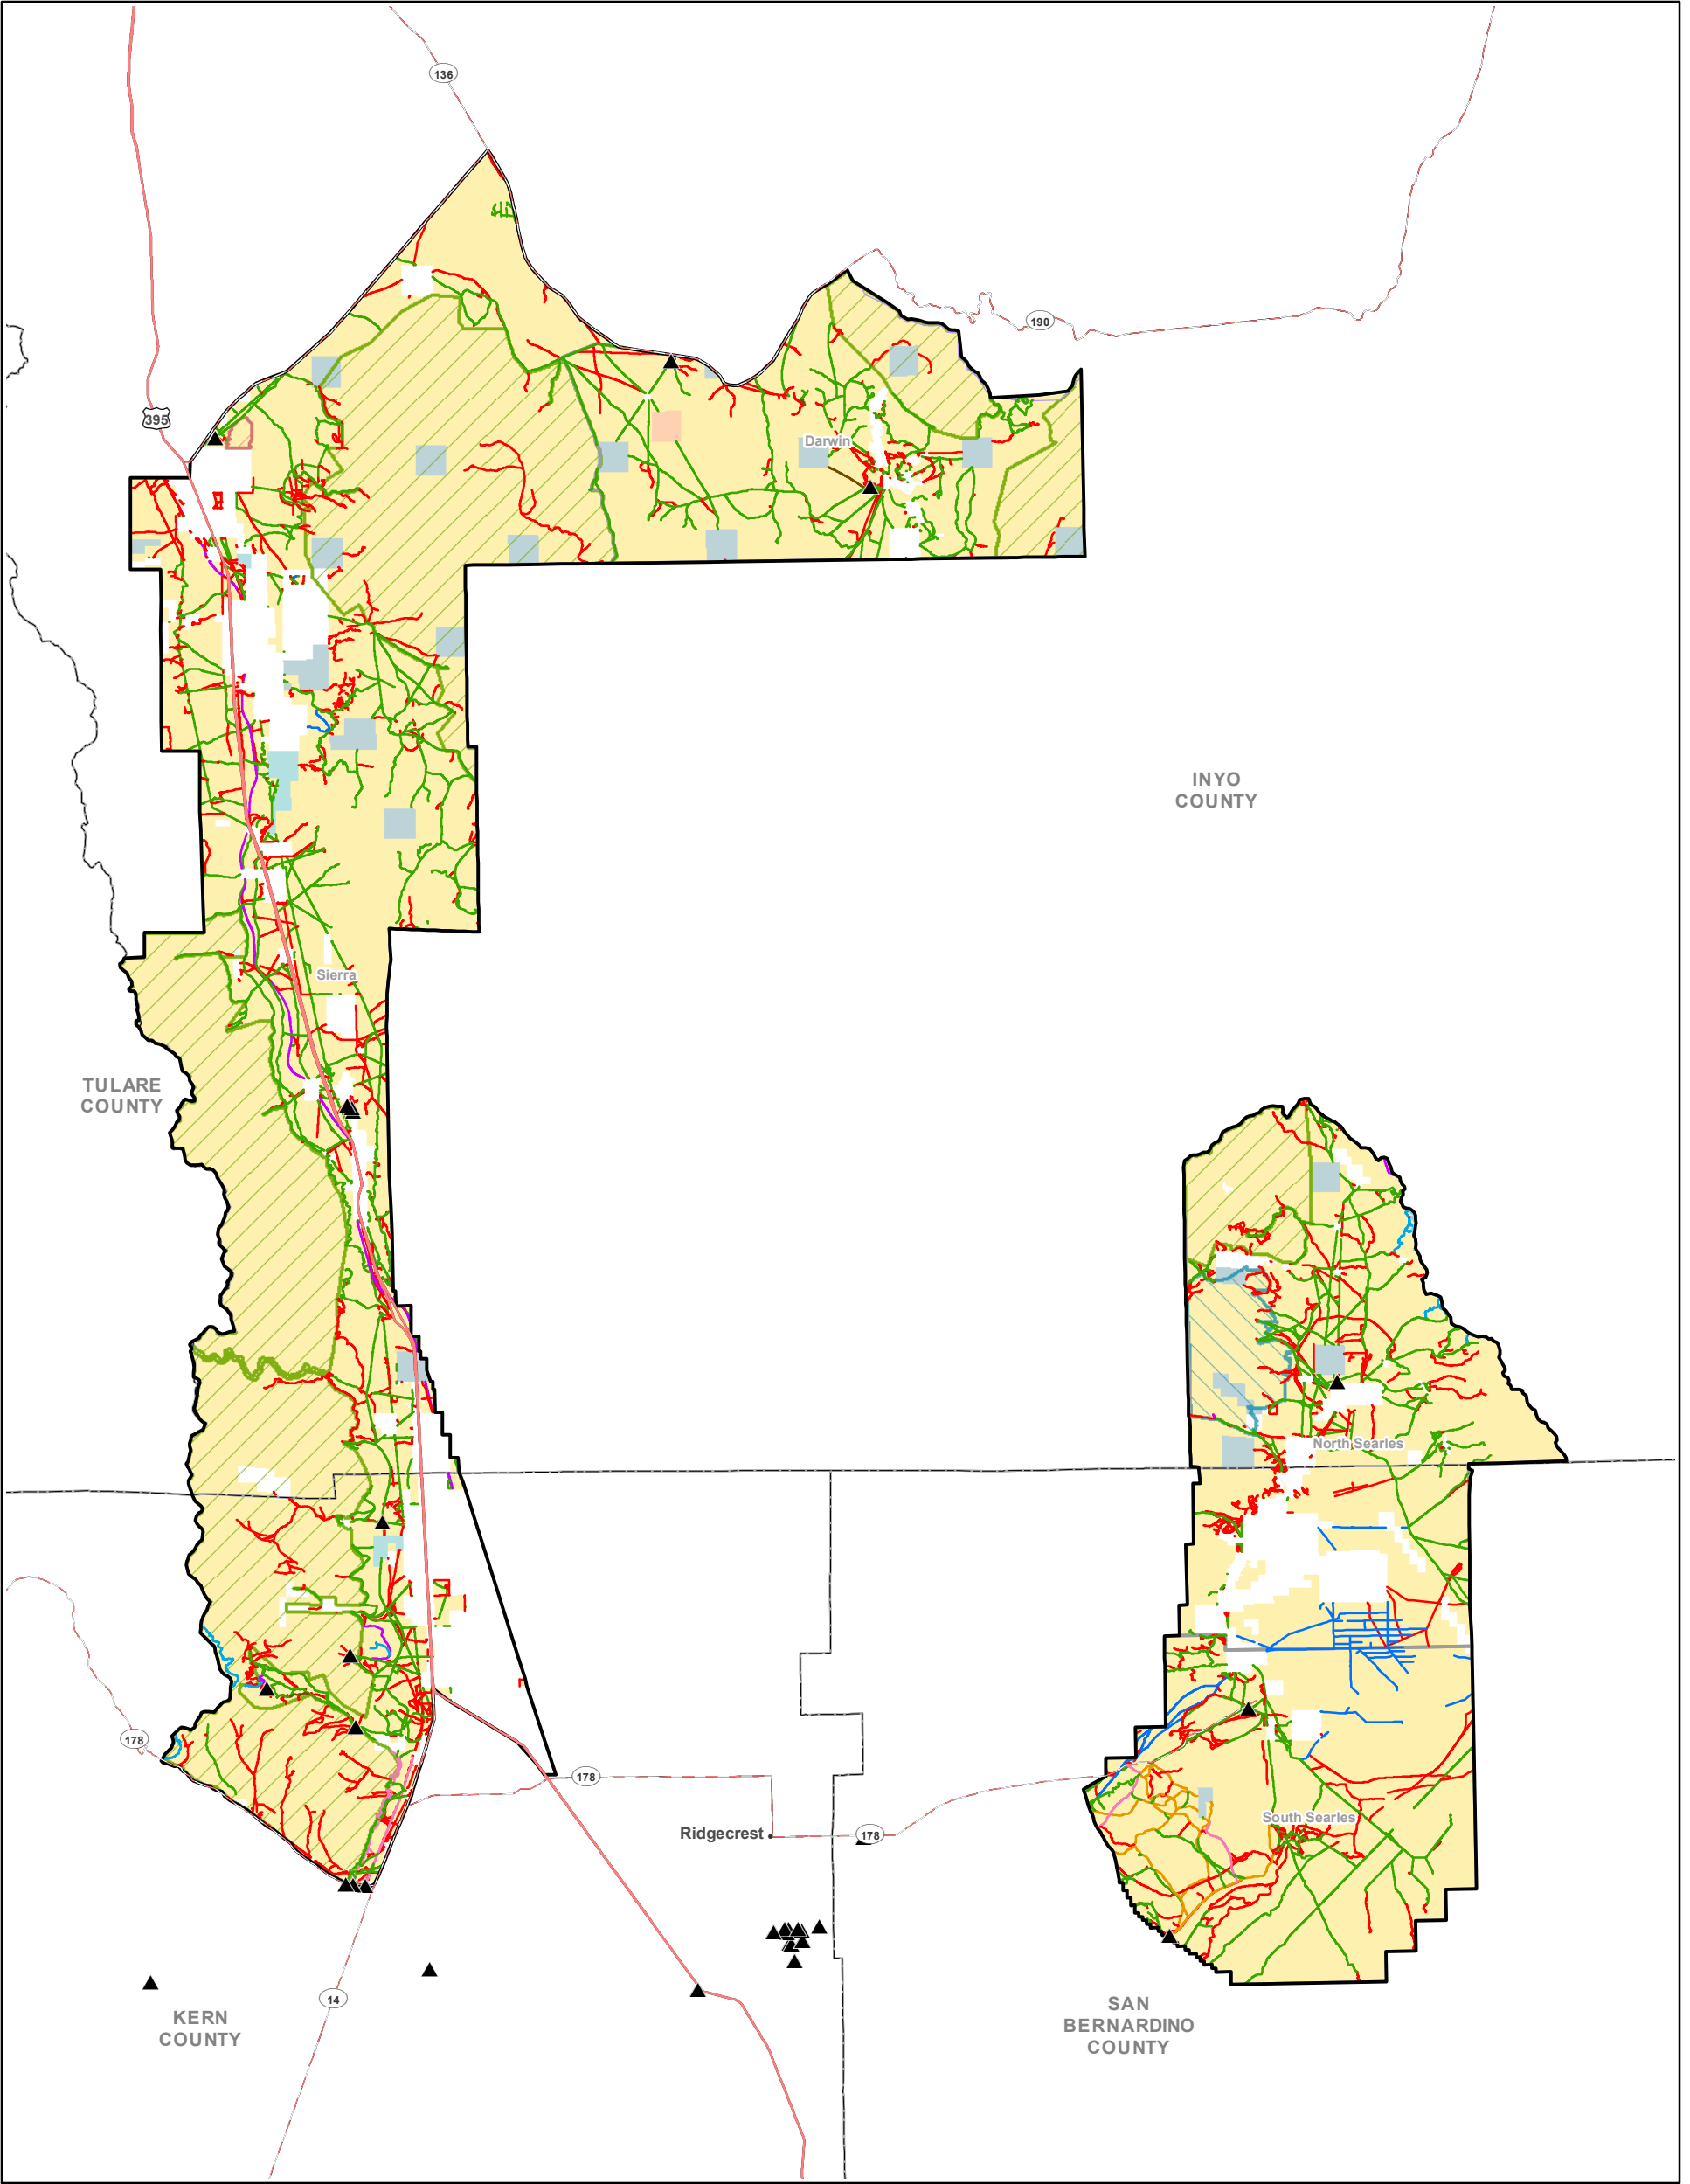 136
190
395
Darwin
INYO
COUNTY
Sierra
TULARE
COUNTY
North Searles
178
178
Ridgecrest
178
South Searles
14
KERN
COUNTY
SAN
BERNARDINO
COUNTY